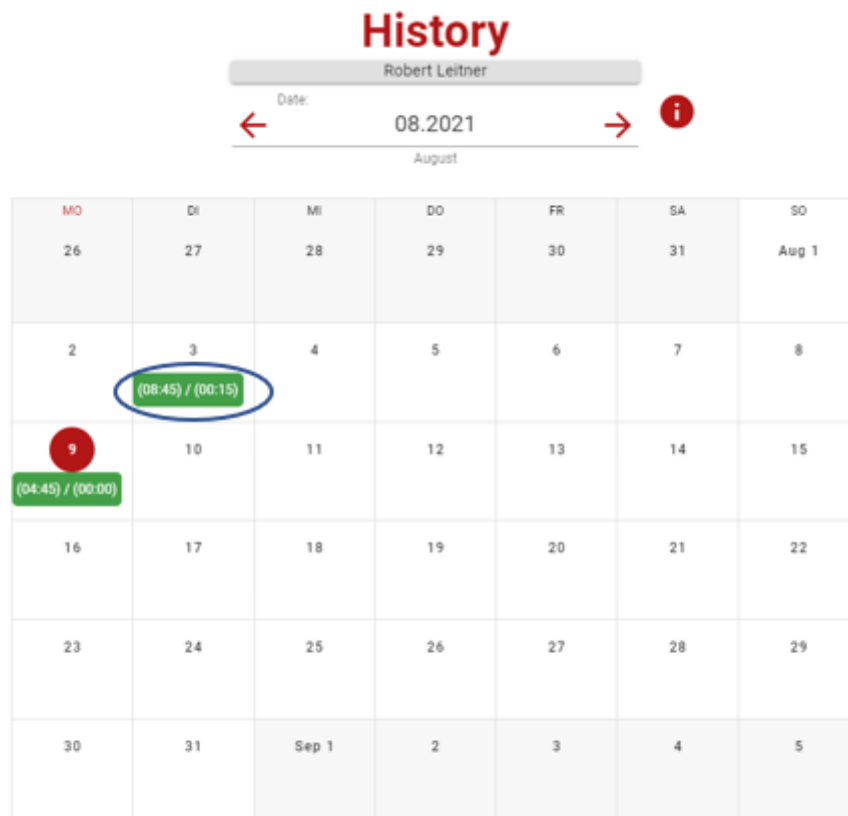 History
Robert Leitner
Date:
08.2021
i
August
MO DI MI DO FR SA SO
26 27 28 29 30 31 Aug 1
2 3 4 5 6 7 8
(08:45) / (00:15)
9 10 11 12 13 14 15
(04:45) / (00:00)
16 17 18 19 20 21 22
23 24 25 26 27 28 29
30 31 Sep 1 2 3 4 5